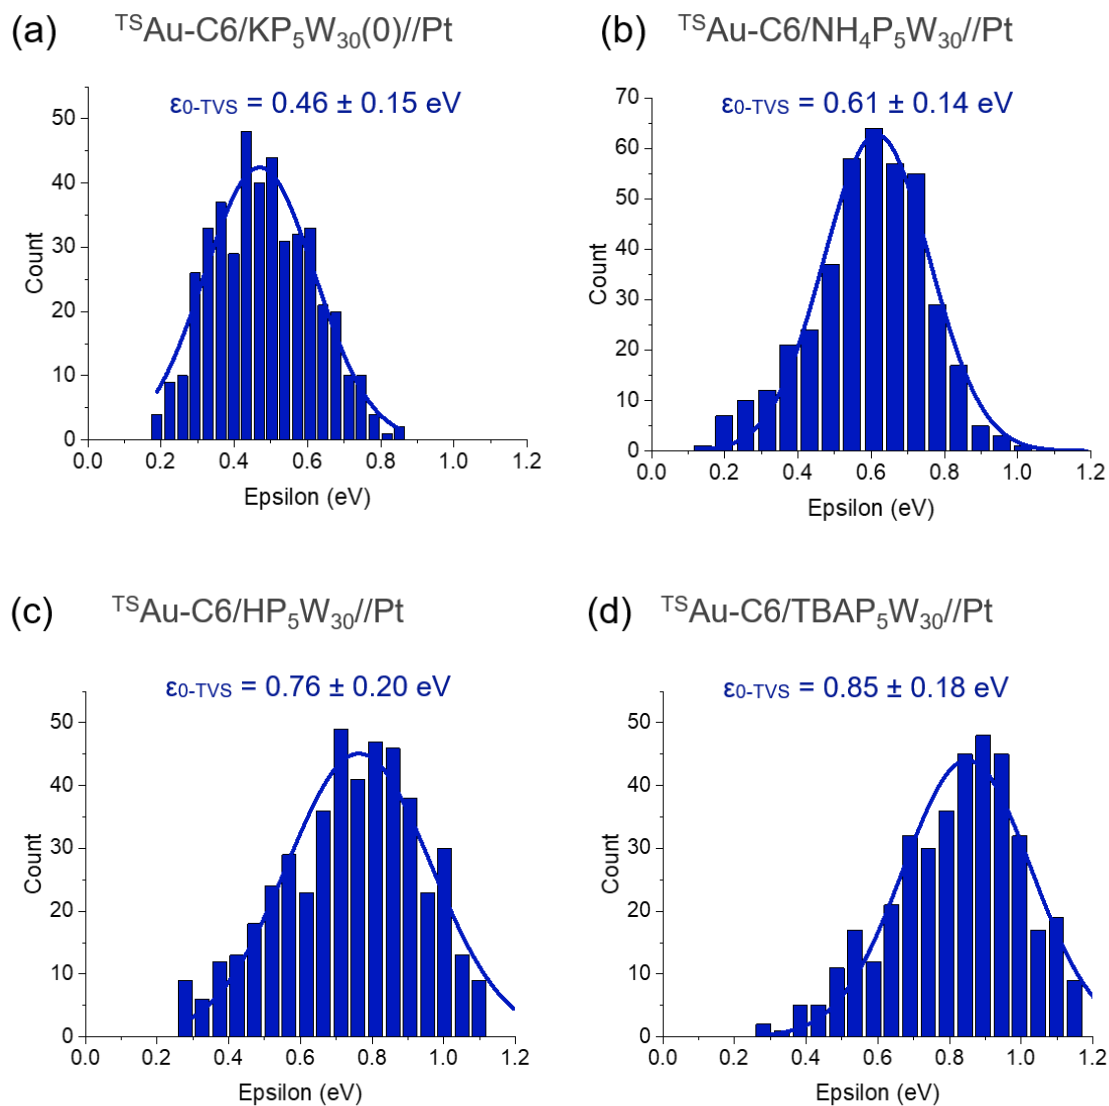 (a) ᵀˢAu-C6/KP₅W₃₀(0)//Pt
ε₀₋TVS = 0.46 ± 0.15 eV
50
40
30
20
10
0
Count
0.0 0.2 0.4 0.6 0.8 1.0 1.2
Epsilon (eV)
(b) ᵀˢAu-C6/NH₄P₅W₃₀//Pt
ε₀₋TVS = 0.61 ± 0.14 eV
70
60
50
40
30
20
10
0
Count
0.0 0.2 0.4 0.6 0.8 1.0 1.2
Epsilon (eV)
(c) ᵀˢAu-C6/HP₅W₃₀//Pt
ε₀₋TVS = 0.76 ± 0.20 eV
50
40
30
20
10
0
Count
0.0 0.2 0.4 0.6 0.8 1.0 1.2
Epsilon (eV)
(d) ᵀˢAu-C6/TBAP₅W₃₀//Pt
ε₀₋TVS = 0.85 ± 0.18 eV
50
40
30
20
10
0
Count
0.0 0.2 0.4 0.6 0.8 1.0 1.2
Epsilon (eV)